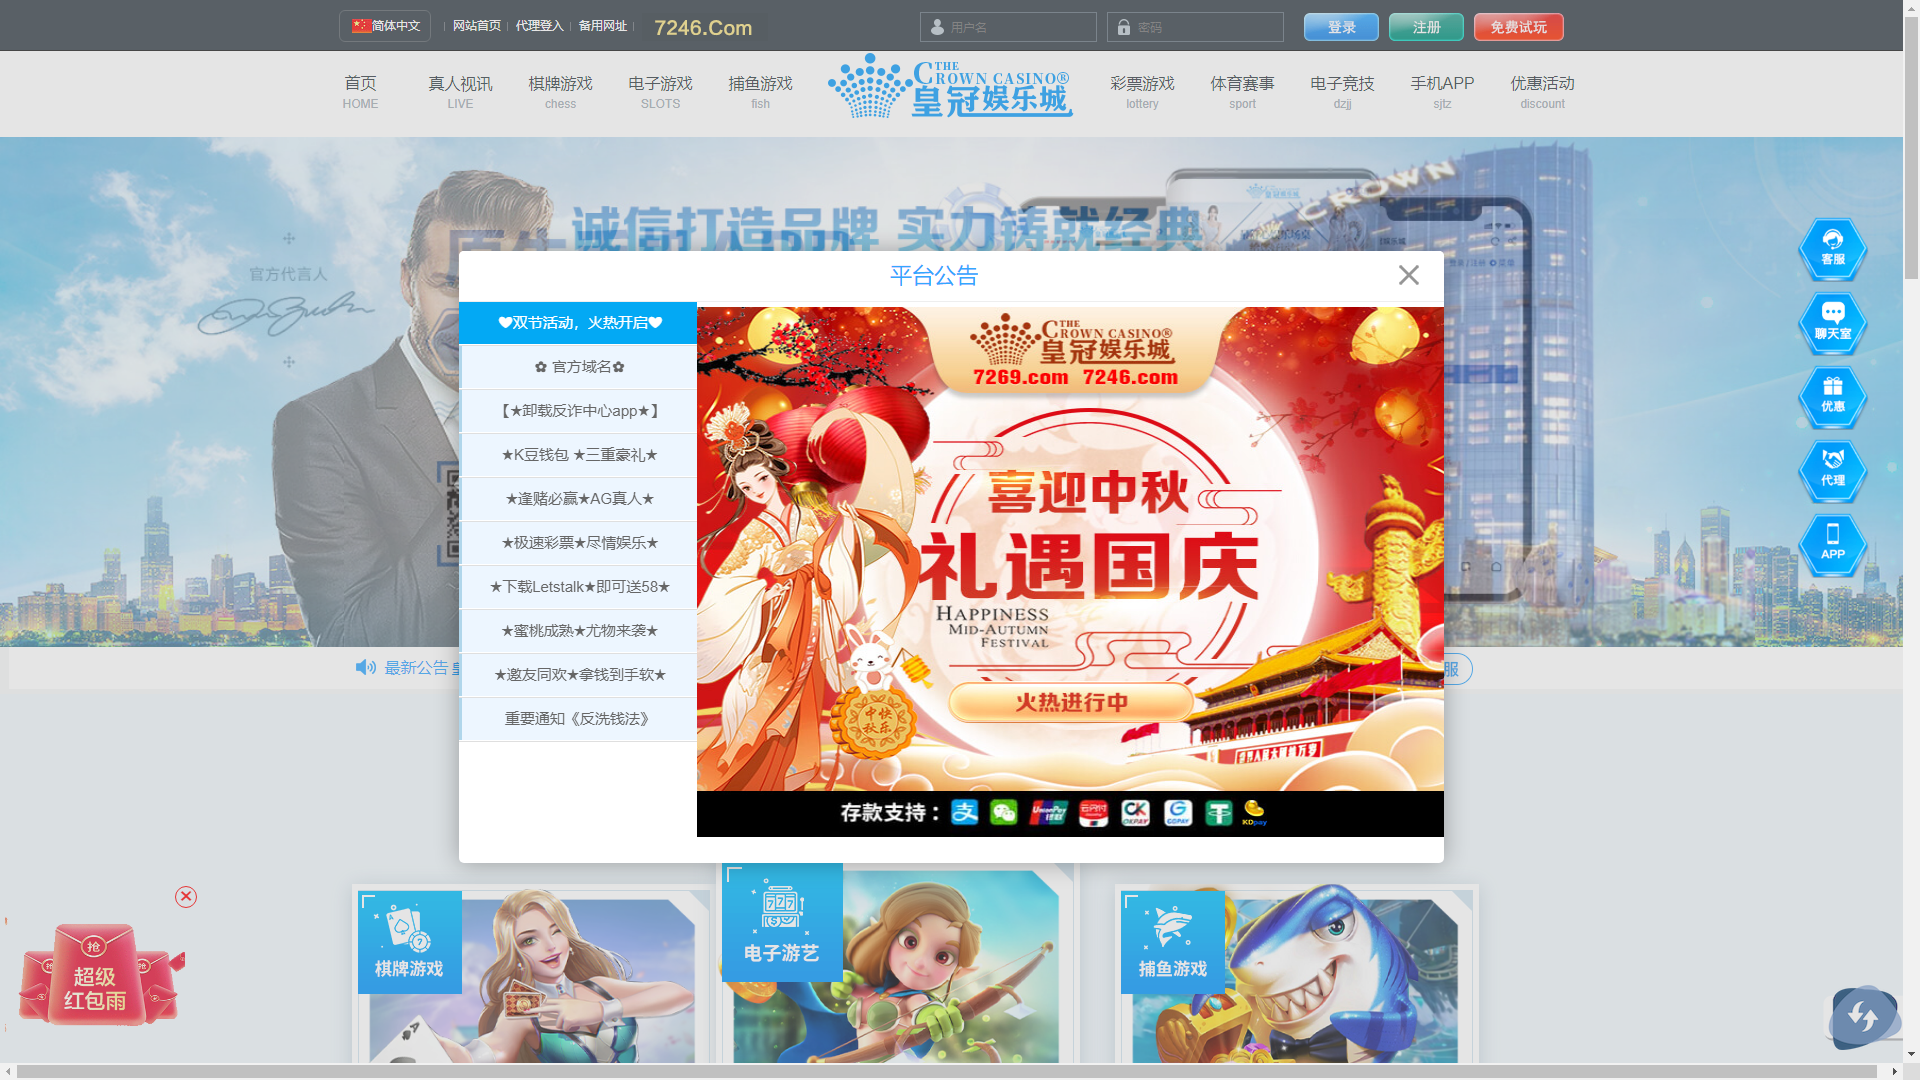 简体中文
网站首页
代理登入
备用网址
7246.Com
用户名
密码
登录
注册
免费试玩
首页
HOME
真人视讯
LIVE
棋牌游戏
chess
电子游戏
SLOTS
捕鱼游戏
fish
THE
CROWN CASINO®
皇冠娱乐城
彩票游戏
lottery
体育赛事
sport
电子竞技
dzjj
手机APP
sjtz
优惠活动
discount
诚信打造品牌 实力铸就经典
CROWN
官方代言人
客服
聊天室
优惠
代理
APP
平台公告
♥双节活动，火热开启♥
✿ 官方域名✿
【★卸载反诈中心app★】
★K豆钱包 ★三重豪礼★
★逢赌必赢★AG真人★
★极速彩票★尽情娱乐★
★下载Letstalk★即可送58★
★蜜桃成熟★尤物来袭★
★邀友同欢★拿钱到手软★
重要通知《反洗钱法》
THE
CROWN CASINO®
皇冠娱乐城
7269.com 7246.com
喜迎中秋
礼遇国庆
HAPPINESS
MID-AUTUMN
FESTIVAL
火热进行中
中快
秋乐
存款支持：
UnionPay
银联
云闪付
OKPAY
GOPAY
KDpay
最新公告
服
棋牌游戏
777
电子游艺
捕鱼游戏
抢
抢
抢
超级
红包雨